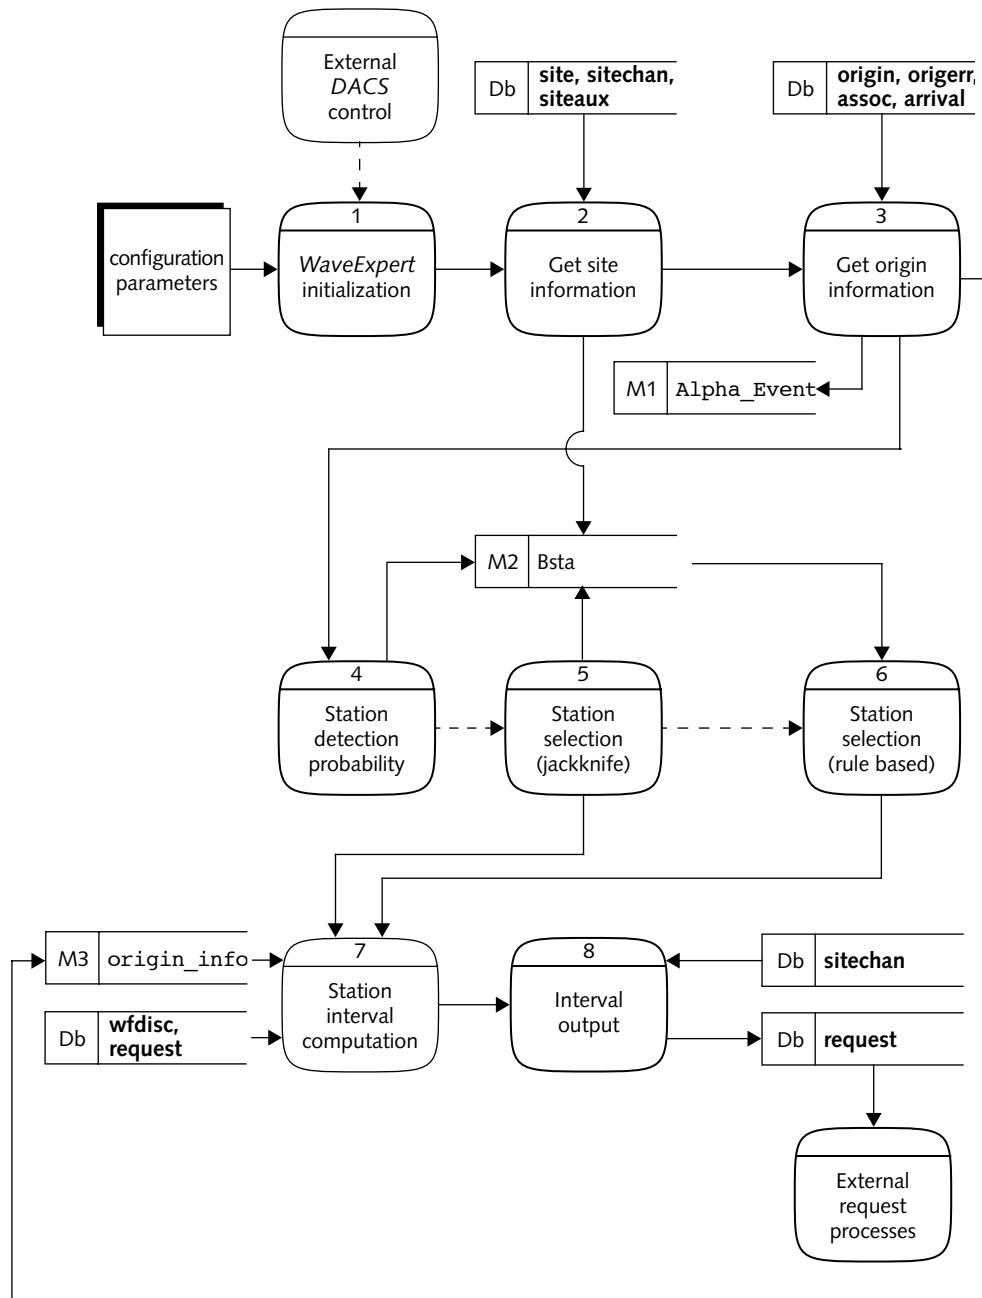 External
DACS
control
Db
site, sitechan,
siteaux
Db
origin, origerr,
assoc, arrival
configuration
parameters
1
WaveExpert
initialization
2
Get site
information
3
Get origin
information
M1
Alpha_Event
M2
Bsta
4
Station
detection
probability
5
Station
selection
(jackknife)
6
Station
selection
(rule based)
M3
origin_info
Db
wfdisc,
request
7
Station
interval
computation
8
Interval
output
Db
sitechan
Db
request
External
request
processes